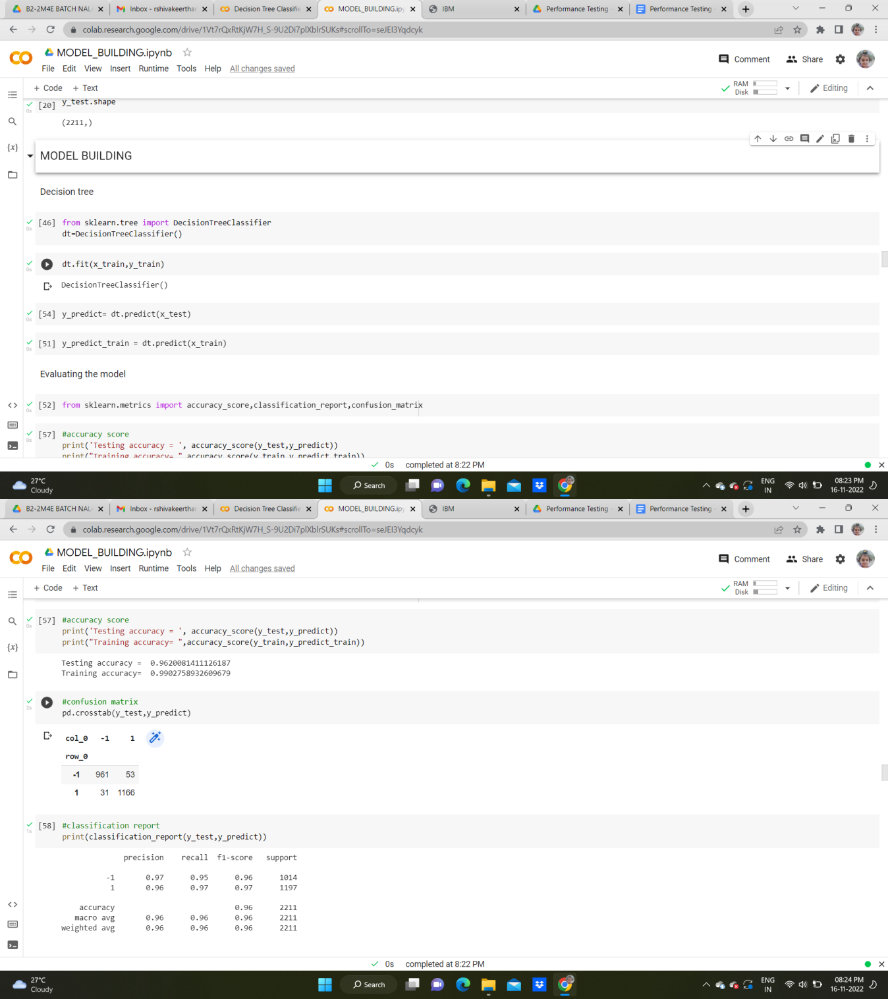 B2-2M4E BATCH NAL
Inbox - rshivakeertha
Decision Tree Classifie
MODEL_BUILDING.ipy
IBM
Performance Testing
Performance Testing
colab.research.google.com/drive/1Vt7rQxRtKjW7H_S-9U2Di7plXblrSUKs#scrollTo=seJEI3Yqdcyk
MODEL_BUILDING.ipynb
Comment Share
File Edit View Insert Runtime Tools Help All changes saved
+ Code + Text
RAM
Disk
Editing
[20] y_test.shape
0s
(2211,)
{x}
MODEL BUILDING
Decision tree
[46] from sklearn.tree import DecisionTreeClassifier
0s
dt=DecisionTreeClassifier()
dt.fit(x_train,y_train)
0s
DecisionTreeClassifier()
[54] y_predict= dt.predict(x_test)
0s
[51] y_predict_train = dt.predict(x_train)
0s
Evaluating the model
[52] from sklearn.metrics import accuracy_score,classification_report,confusion_matrix
0s
[57] #accuracy score
0s
print('Testing accuracy = ', accuracy_score(y_test,y_predict))
print("Training accuracy= ",accuracy_score(y_train,y_predict_train))
0s completed at 8:22 PM
27°C
Cloudy
Search
ENG
IN
08:23 PM
16-11-2022
B2-2M4E BATCH NAL
Inbox - rshivakeertha
Decision Tree Classifie
MODEL_BUILDING.ipy
IBM
Performance Testing
Performance Testing
colab.research.google.com/drive/1Vt7rQxRtKjW7H_S-9U2Di7plXblrSUKs#scrollTo=seJEI3Yqdcyk
MODEL_BUILDING.ipynb
Comment Share
File Edit View Insert Runtime Tools Help All changes saved
+ Code + Text
RAM
Disk
Editing
[57] #accuracy score
0s
print('Testing accuracy = ', accuracy_score(y_test,y_predict))
print("Training accuracy= ",accuracy_score(y_train,y_predict_train))
{x}
Testing accuracy = 0.9620081411126187
Training accuracy= 0.9902758932609679
#confusion matrix
2s
pd.crosstab(y_test,y_predict)
col_0 -1 1
row_0
-1 961 53
1 31 1166
[58] #classification report
1s
print(classification_report(y_test,y_predict))
precision recall f1-score support
-1 0.97 0.95 0.96 1014
1 0.96 0.97 0.97 1197
accuracy 0.96 2211
macro avg 0.96 0.96 0.96 2211
weighted avg 0.96 0.96 0.96 2211
0s completed at 8:22 PM
27°C
Cloudy
Search
ENG
IN
08:24 PM
16-11-2022